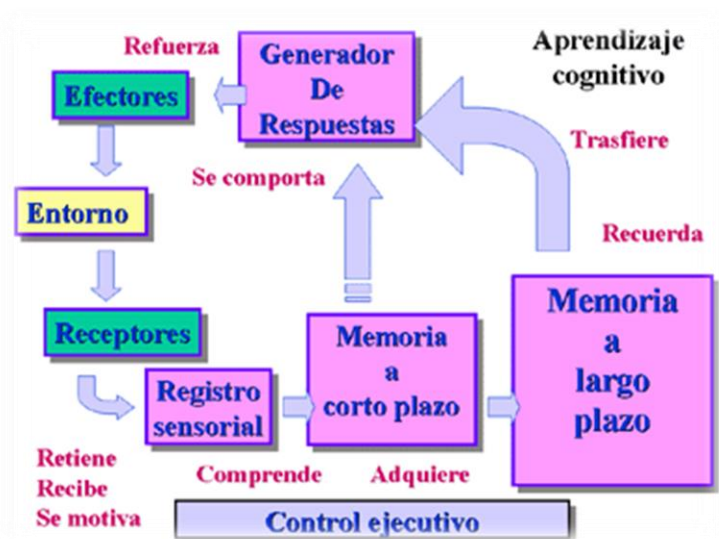 Aprendizaje
cognitivo
Refuerza
Generador
De
Respuestas
Efectores
Trasfiere
Se comporta
Entorno
Recuerda
Receptores
Memoria
a
largo
plazo
Memoria
a
corto plazo
Registro
sensorial
Retiene
Recibe
Se motiva
Comprende
Adquiere
Control ejecutivo